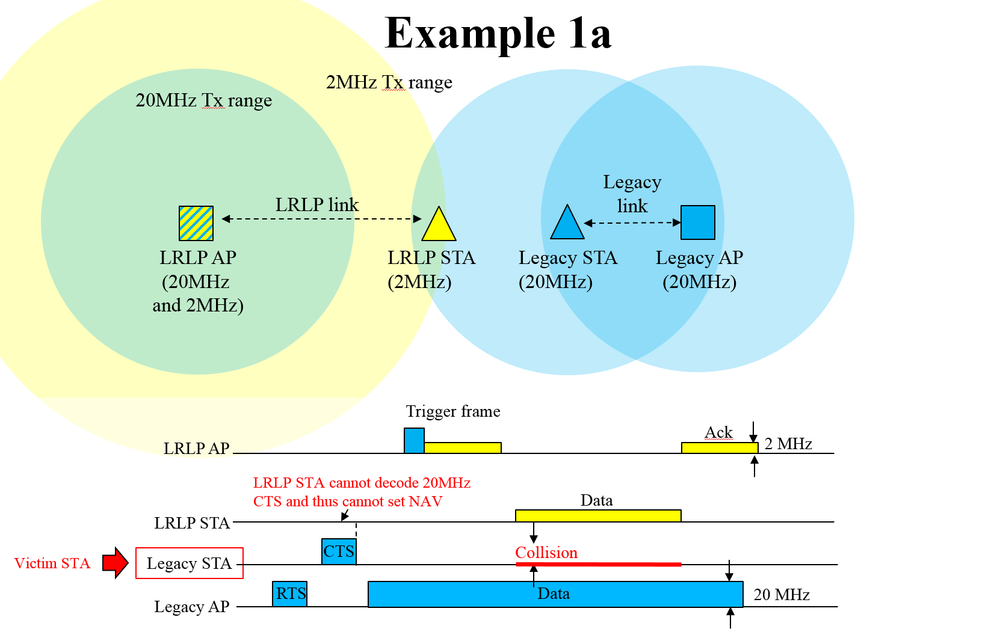 Example 1a
2MHz Tx range
20MHz Tx range
LRLP link
Legacy
link
LRLP AP
(20MHz
and 2MHz)
LRLP STA
(2MHz)
Legacy STA
(20MHz)
Legacy AP
(20MHz)
Trigger frame
Ack
LRLP AP
2 MHz
LRLP STA cannot decode 20MHz
CTS and thus cannot set NAV
Data
LRLP STA
CTS
Collision
Victim STA
Legacy STA
RTS
Data
20 MHz
Legacy AP